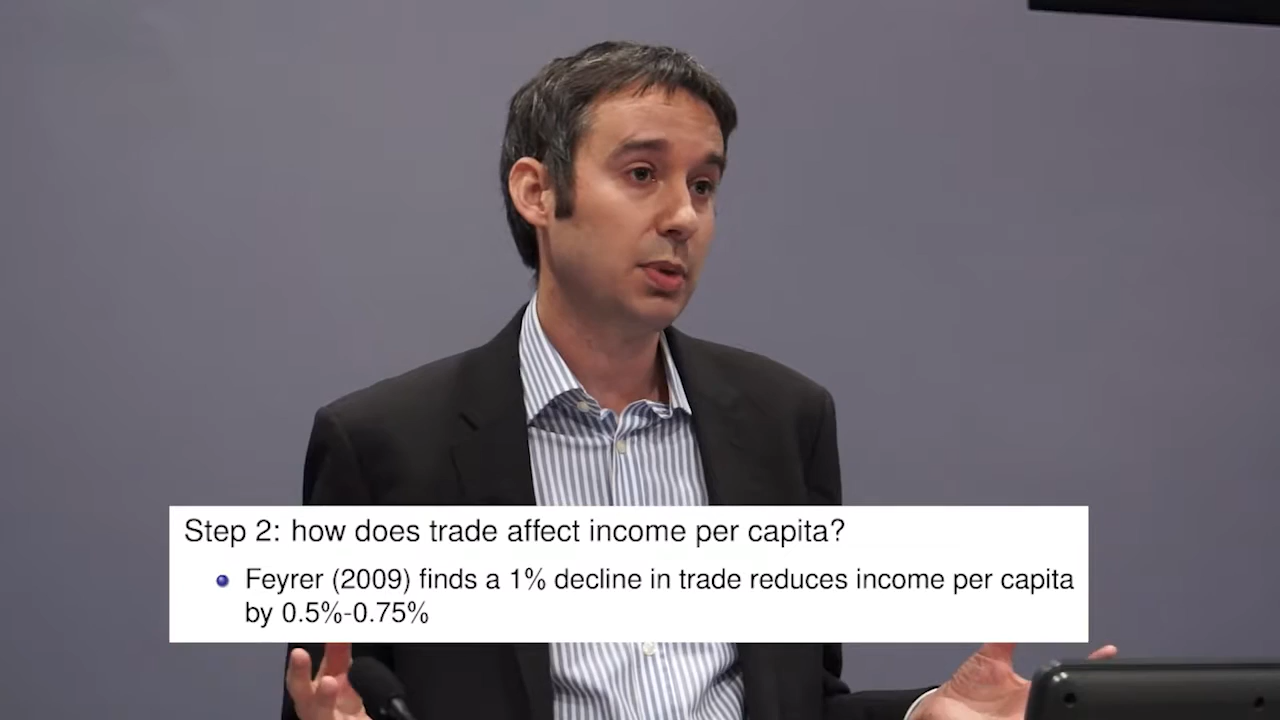 Step 2: how does trade affect income per capita?
Feyrer (2009) finds a 1% decline in trade reduces income per capita
by 0.5%-0.75%